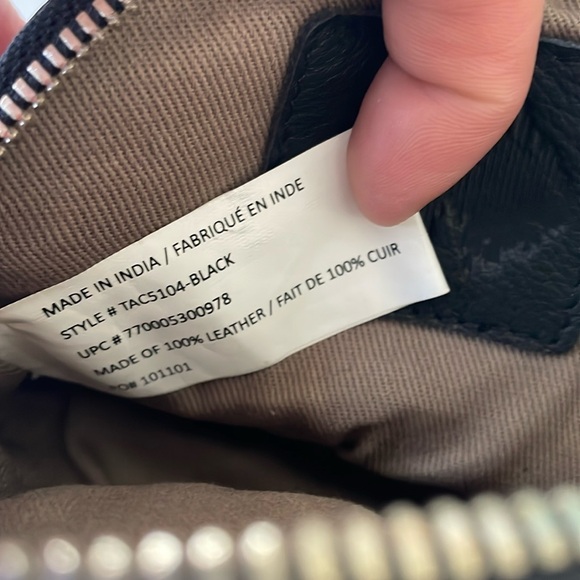 MADE IN INDIA / FABRIQUÉ EN INDE
STYLE # TAC5104-BLACK
UPC # 770005300978
MADE OF 100% LEATHER / FAIT DE 100% CUIR
PO# 101101